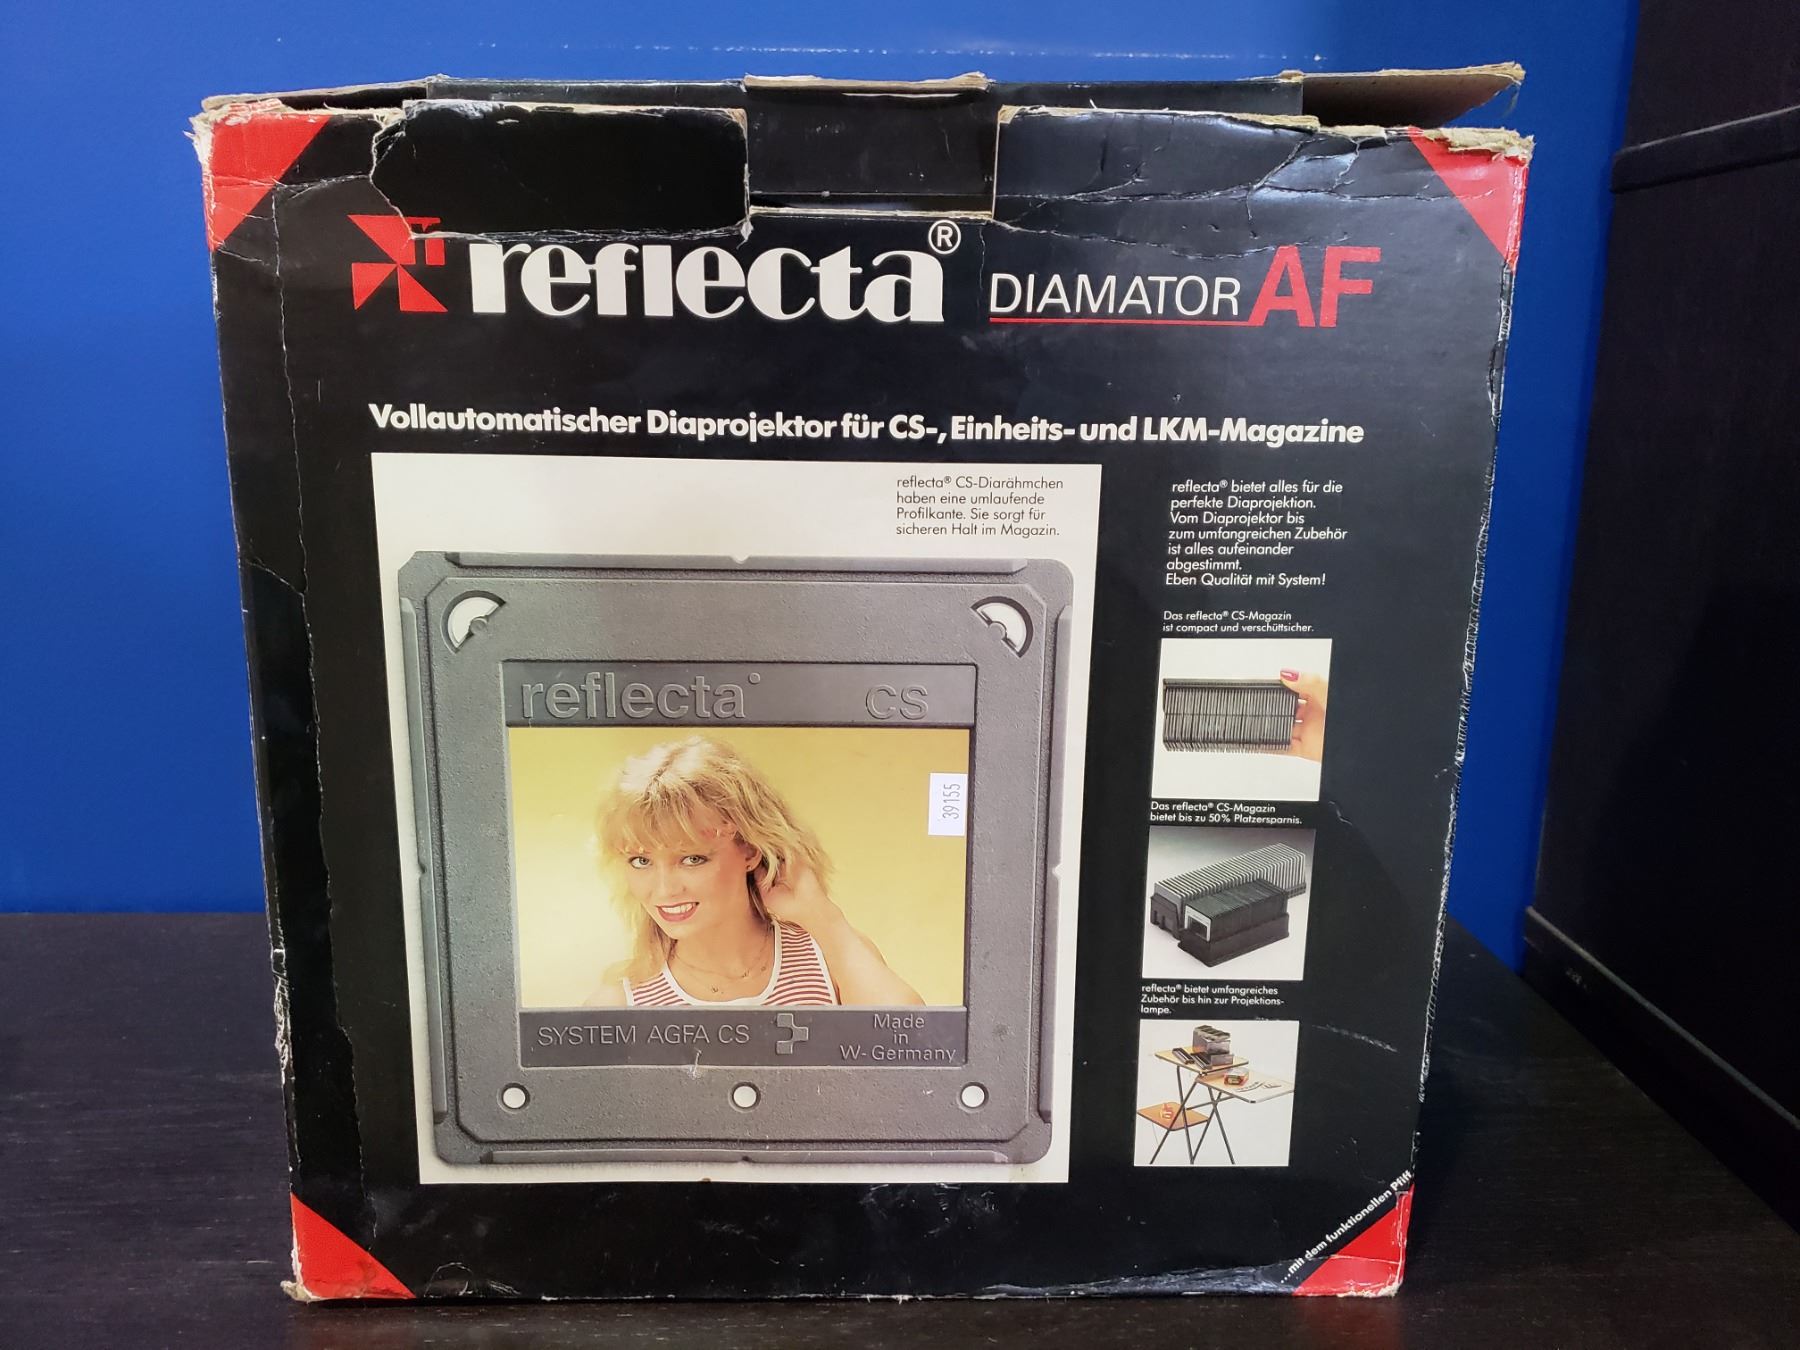 reflecta® DIAMATOR AF
Vollautomatischer Diaprojektor für CS-, Einheits- und LKM-Magazine
reflecta® CS-Diarähmchen
haben eine umlaufende
Profilkante. Sie sorgt für
sicheren Halt im Magazin.
reflecta° CS
39155
SYSTEM AGFA CS
Made
in
W-Germany
reflecta® bietet alles für die
perfekte Diaprojektion.
Vom Diaprojektor bis
zum umfangreichen Zubehör
ist alles aufeinander
abgestimmt.
Eben Qualität mit System!
Das reflecta® CS-Magazin
ist compact und verschüttsicher.
Das reflecta® CS-Magazin
bietet bis zu 50% Platzersparnis.
reflecta® bietet umfangreiches
Zubehör bis hin zur Projektions-
lampe.
...mit dem funktionellen Pfiff.